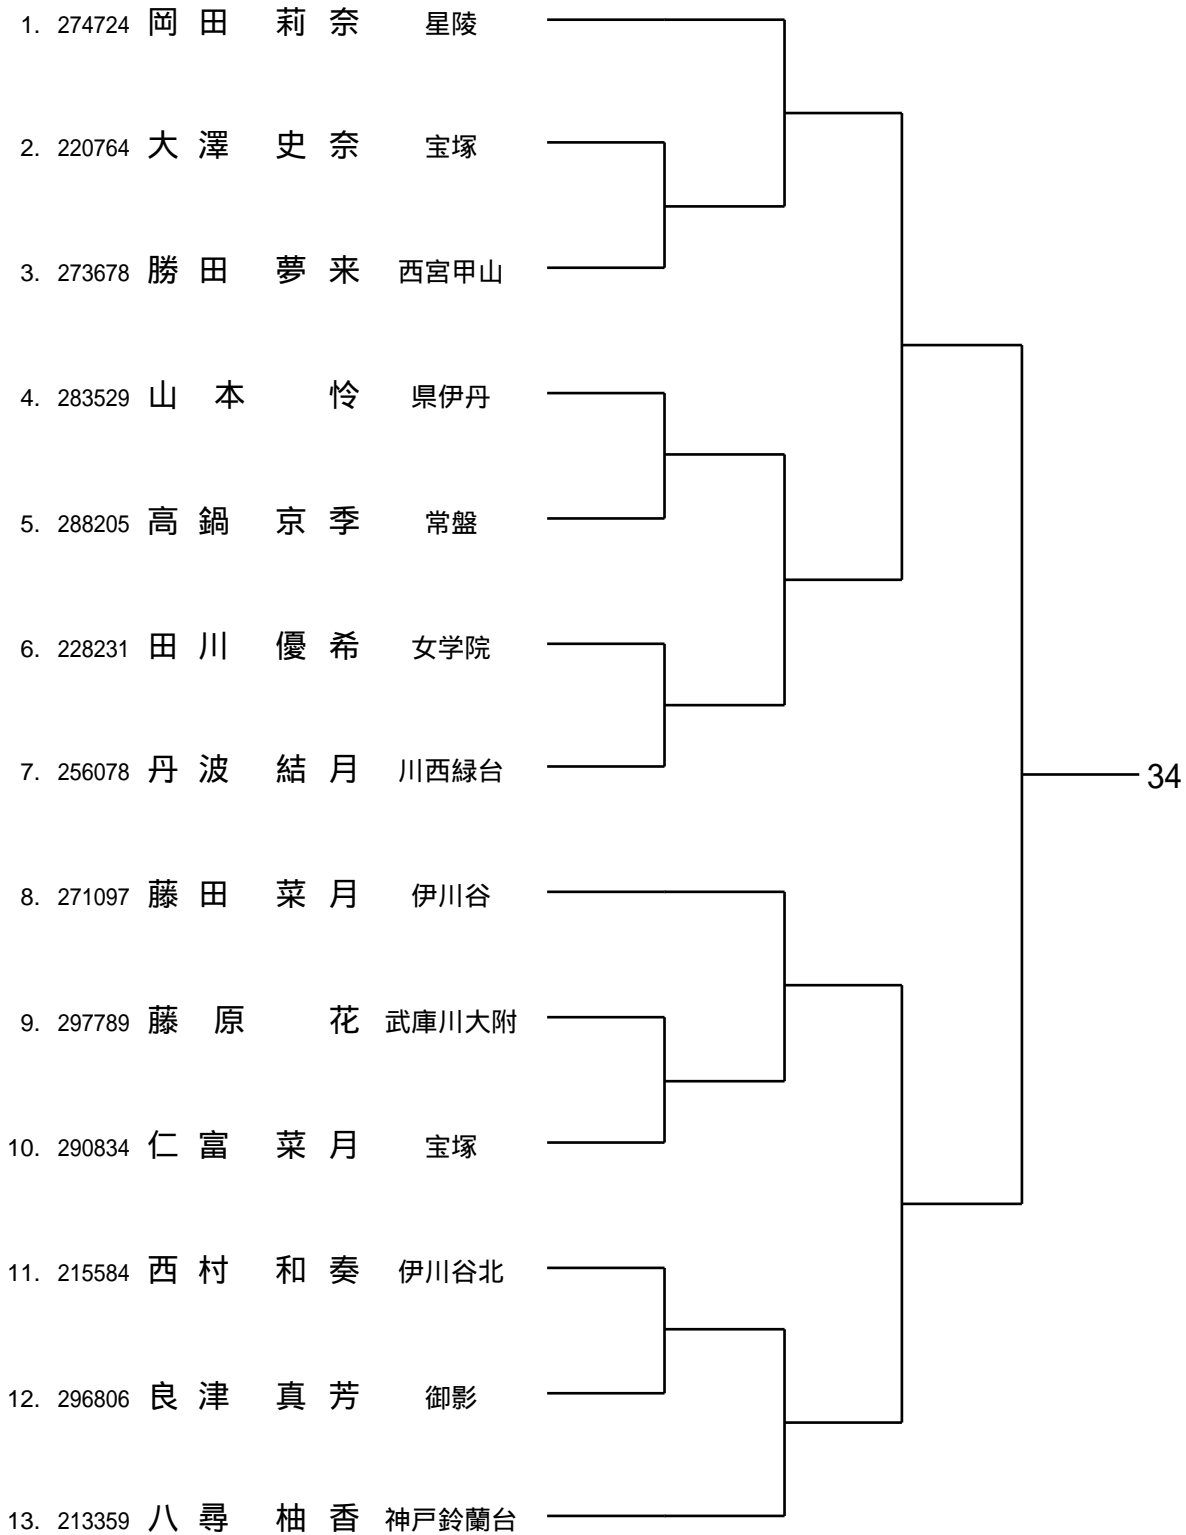 1. 274724 岡田 莉奈 星陵
2. 220764 大澤 史奈 宝塚
3. 273678 勝田 夢来 西宮甲山
4. 283529 山本 怜 県伊丹
5. 288205 高鍋 京季 常盤
6. 228231 田川 優希 女学院
7. 256078 丹波 結月 川西緑台
34
8. 271097 藤田 菜月 伊川谷
9. 297789 藤原 花 武庫川大附
10. 290834 仁富 菜月 宝塚
11. 215584 西村 和奏 伊川谷北
12. 296806 良津 真芳 御影
13. 213359 八尋 柚香 神戸鈴蘭台